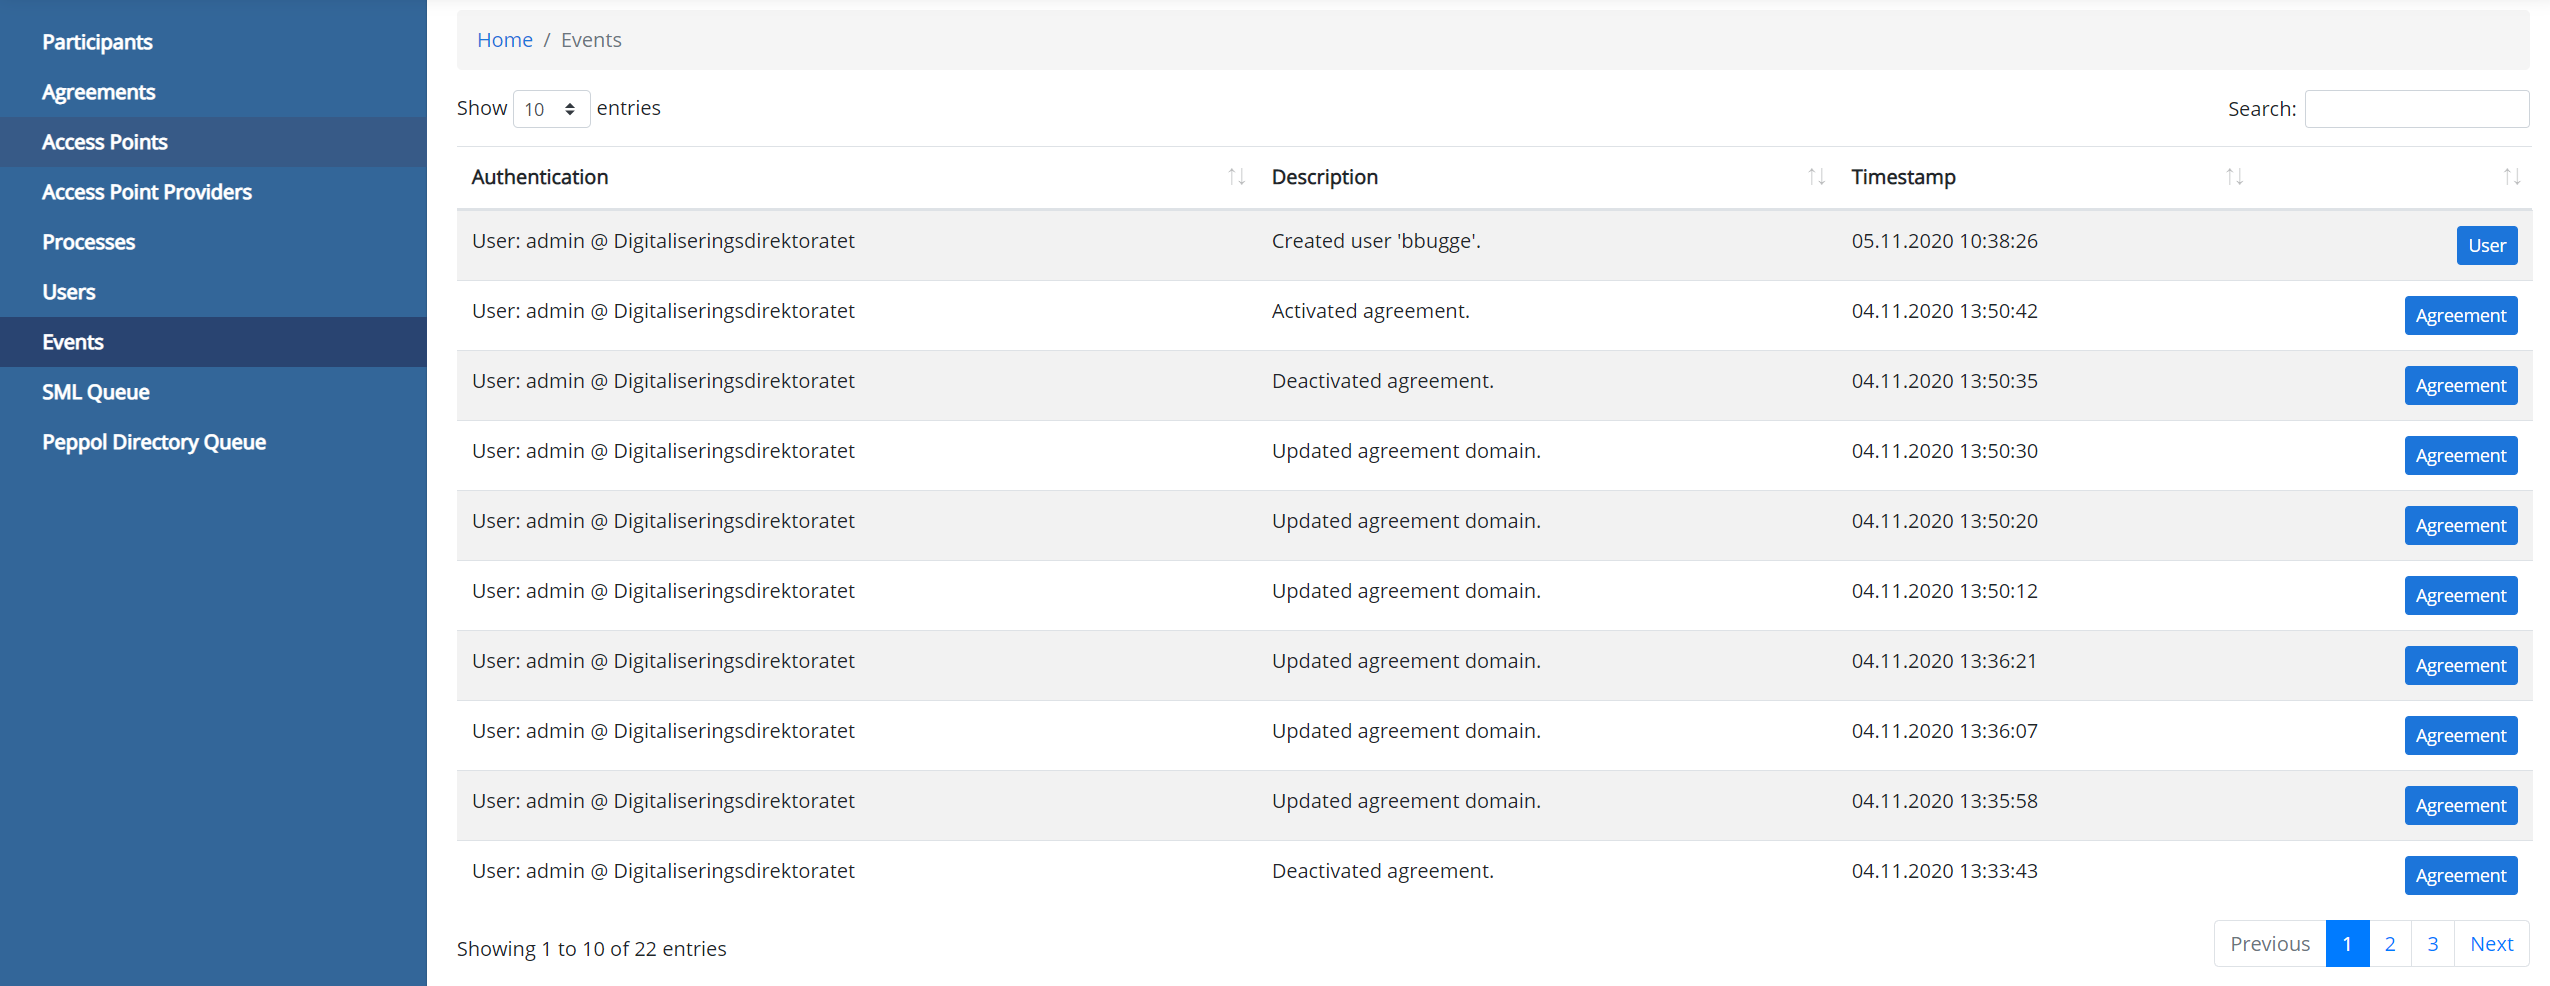 Participants
Agreements
Access Points
Access Point Providers
Processes
Users
Events
SML Queue
Peppol Directory Queue
Home / Events
Show 10 entries Search:
Authentication Description Timestamp
User: admin @ Digitaliseringsdirektoratet Created user 'bbugge'. 05.11.2020 10:38:26 User
User: admin @ Digitaliseringsdirektoratet Activated agreement. 04.11.2020 13:50:42 Agreement
User: admin @ Digitaliseringsdirektoratet Deactivated agreement. 04.11.2020 13:50:35 Agreement
User: admin @ Digitaliseringsdirektoratet Updated agreement domain. 04.11.2020 13:50:30 Agreement
User: admin @ Digitaliseringsdirektoratet Updated agreement domain. 04.11.2020 13:50:20 Agreement
User: admin @ Digitaliseringsdirektoratet Updated agreement domain. 04.11.2020 13:50:12 Agreement
User: admin @ Digitaliseringsdirektoratet Updated agreement domain. 04.11.2020 13:36:21 Agreement
User: admin @ Digitaliseringsdirektoratet Updated agreement domain. 04.11.2020 13:36:07 Agreement
User: admin @ Digitaliseringsdirektoratet Updated agreement domain. 04.11.2020 13:35:58 Agreement
User: admin @ Digitaliseringsdirektoratet Deactivated agreement. 04.11.2020 13:33:43 Agreement
Showing 1 to 10 of 22 entries Previous 1 2 3 Next